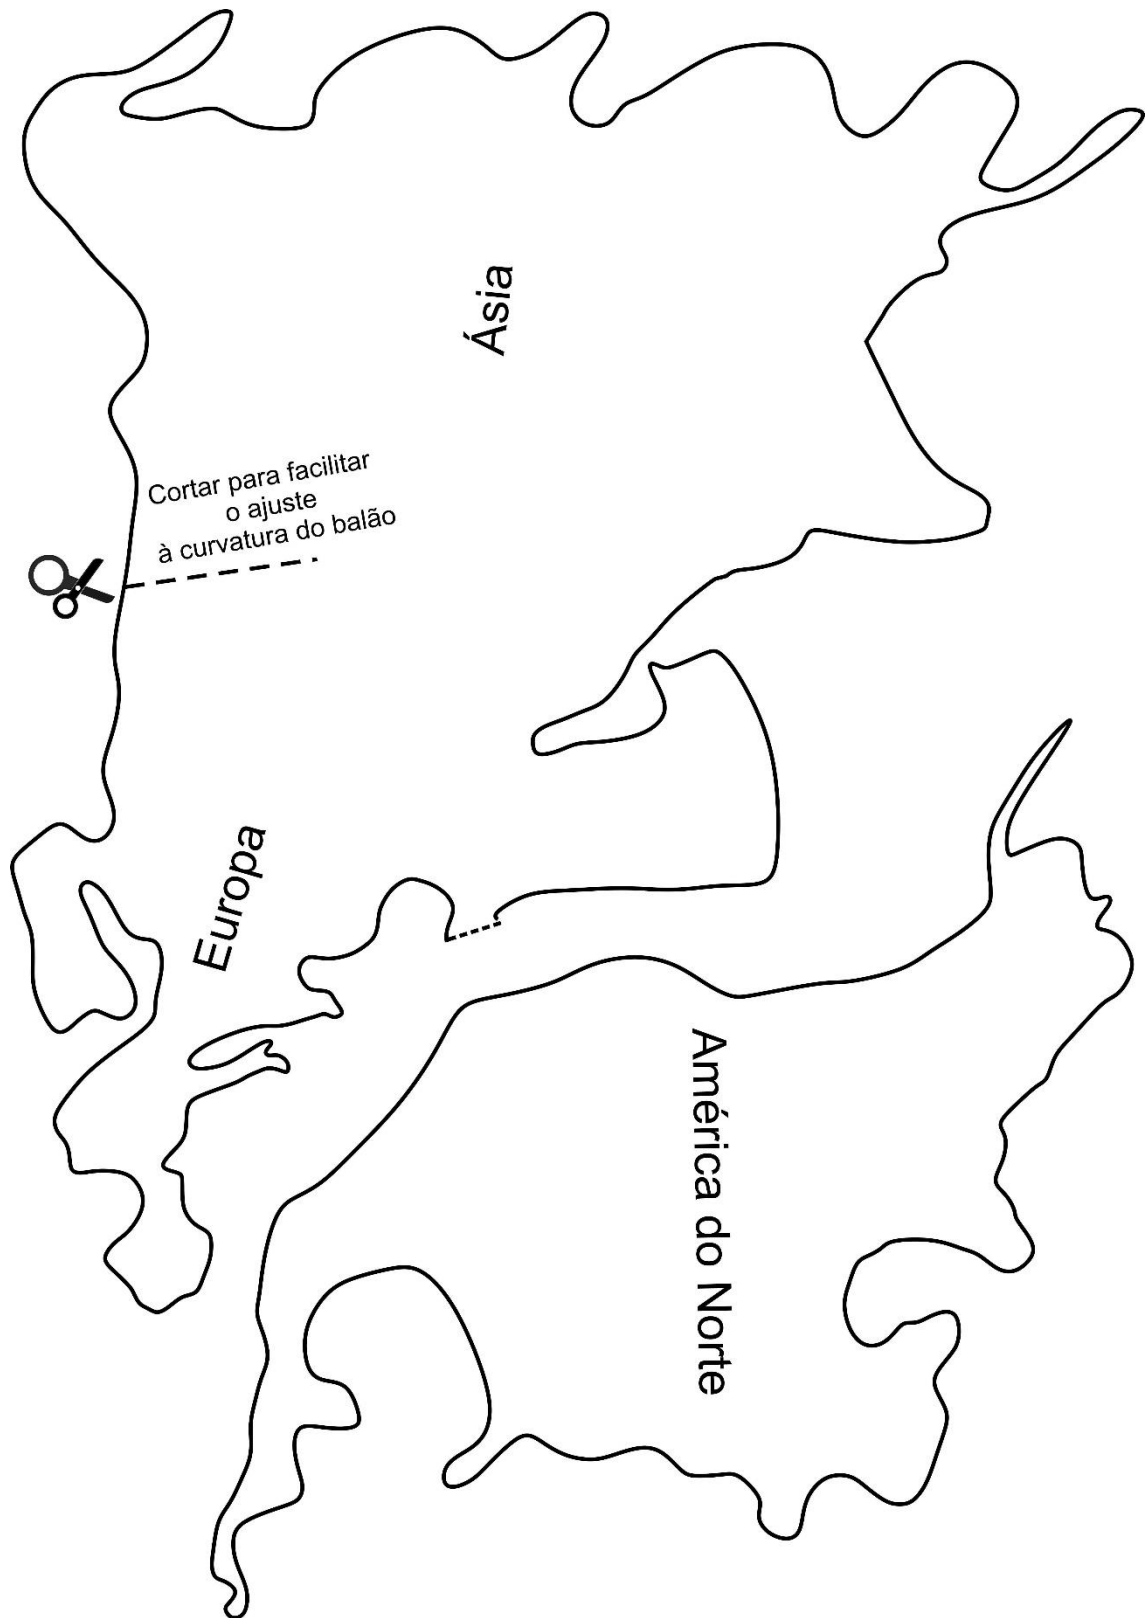 Ásia
Cortar para facilitar
o ajuste
à curvatura do balão
Europa
América do Norte